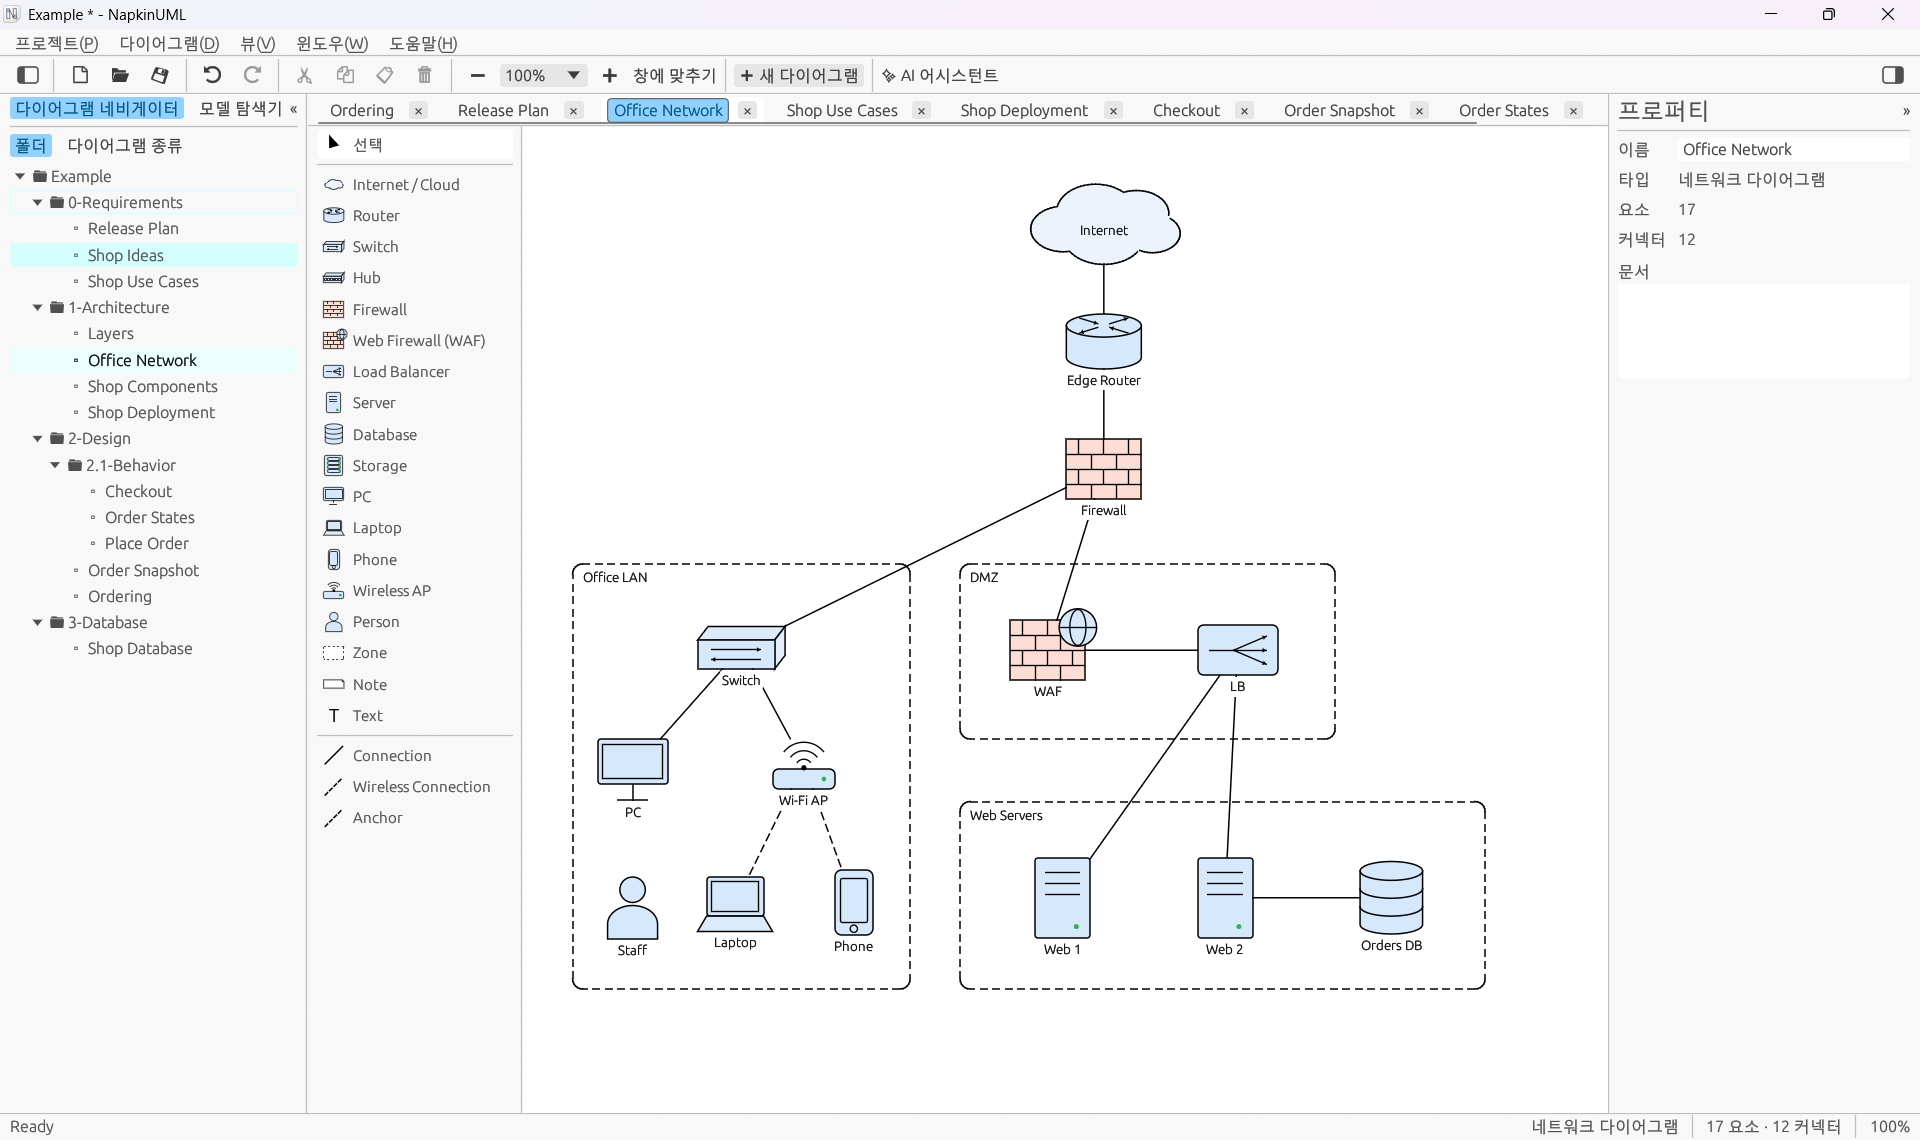 Example * - NapkinUML
프로젝트(P) 다이어그램(D) 뷰(V) 윈도우(W) 도움말(H)
100% 창에 맞추기 + 새 다이어그램 AI 어시스턴트
다이어그램 네비게이터 모델 탐색기 «
폴더 다이어그램 종류
Example
0-Requirements
Release Plan
Shop Ideas
Shop Use Cases
1-Architecture
Layers
Office Network
Shop Components
Shop Deployment
2-Design
2.1-Behavior
Checkout
Order States
Place Order
Order Snapshot
Ordering
3-Database
Shop Database
Ordering × Release Plan × Office Network × Shop Use Cases × Shop Deployment × Checkout × Order Snapshot × Order States ×
선택
Internet / Cloud
Router
Switch
Hub
Firewall
Web Firewall (WAF)
Load Balancer
Server
Database
Storage
PC
Laptop
Phone
Wireless AP
Person
Zone
Note
T Text
Connection
Wireless Connection
Anchor
Internet
Edge Router
Firewall
Office LAN
Switch
PC
Wi-Fi AP
Staff
Laptop
Phone
DMZ
WAF
LB
Web Servers
Web 1
Web 2
Orders DB
프로퍼티 »
이름 Office Network
타입 네트워크 다이어그램
요소 17
커넥터 12
문서
Ready
네트워크 다이어그램 17 요소 · 12 커넥터 100%